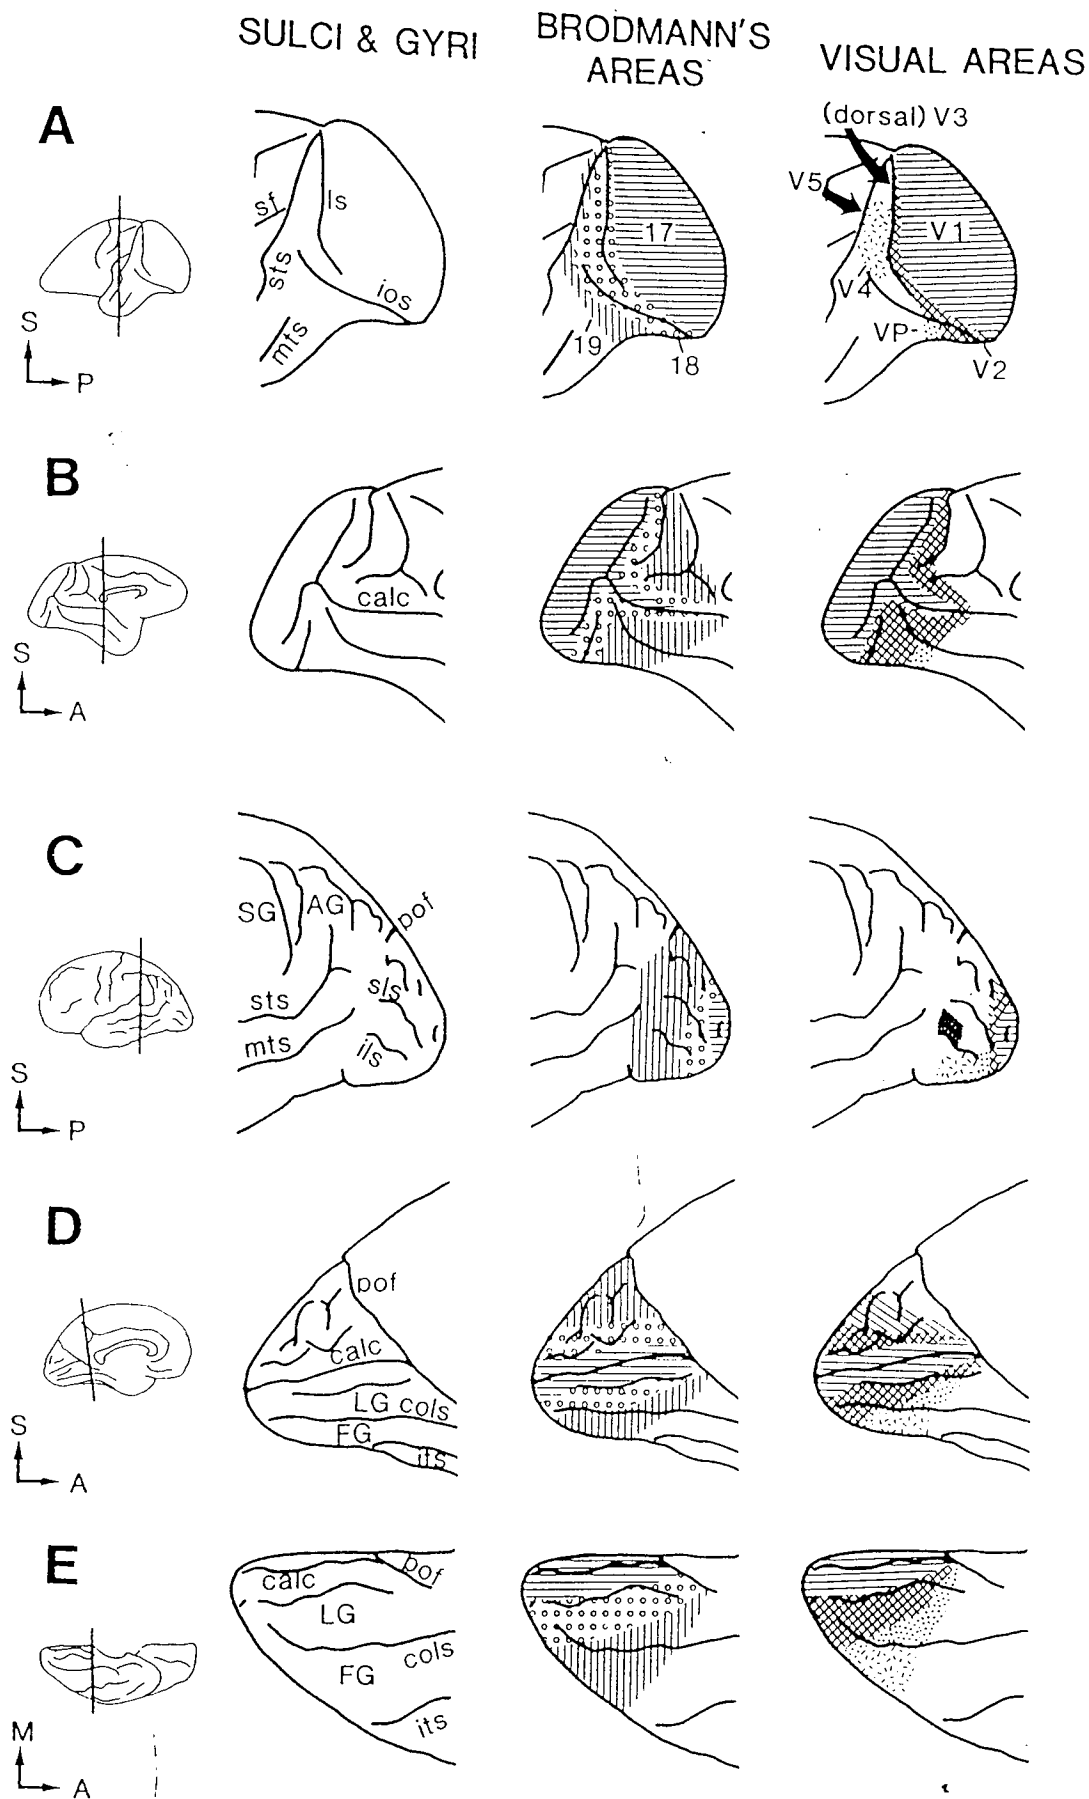 SULCI & GYRI
BRODMANN'S
AREAS
VISUAL AREAS
A
S
P
sf
ls
sts
ios
mts
17
19
18
(dorsal) V3
V5
V1
V4
VP
V2
B
S
A
calc
C
S
P
SG
AG
pof
sts
sls
mts
ils
D
S
A
pof
calc
LG cols
FG
its
E
M
A
calc
pof
LG
cols
FG
its